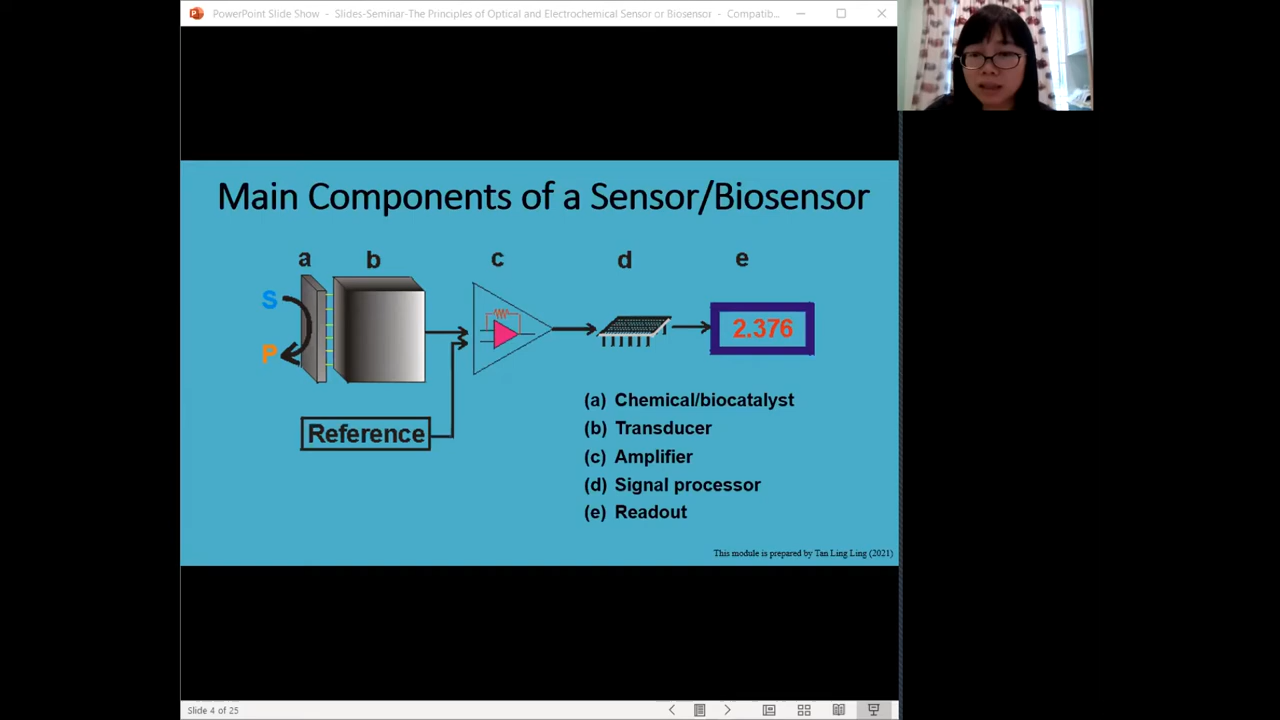 PowerPoint Slide Show - Slides-Seminar-The Principles of Optical and Electrochemical Sensor or Biosensor - Compatib...
Main Components of a Sensor/Biosensor
a b c d e
S
P
2.376
Reference
(a) Chemical/biocatalyst
(b) Transducer
(c) Amplifier
(d) Signal processor
(e) Readout
This module is prepared by Tan Ling Ling (2021)
Slide 4 of 25